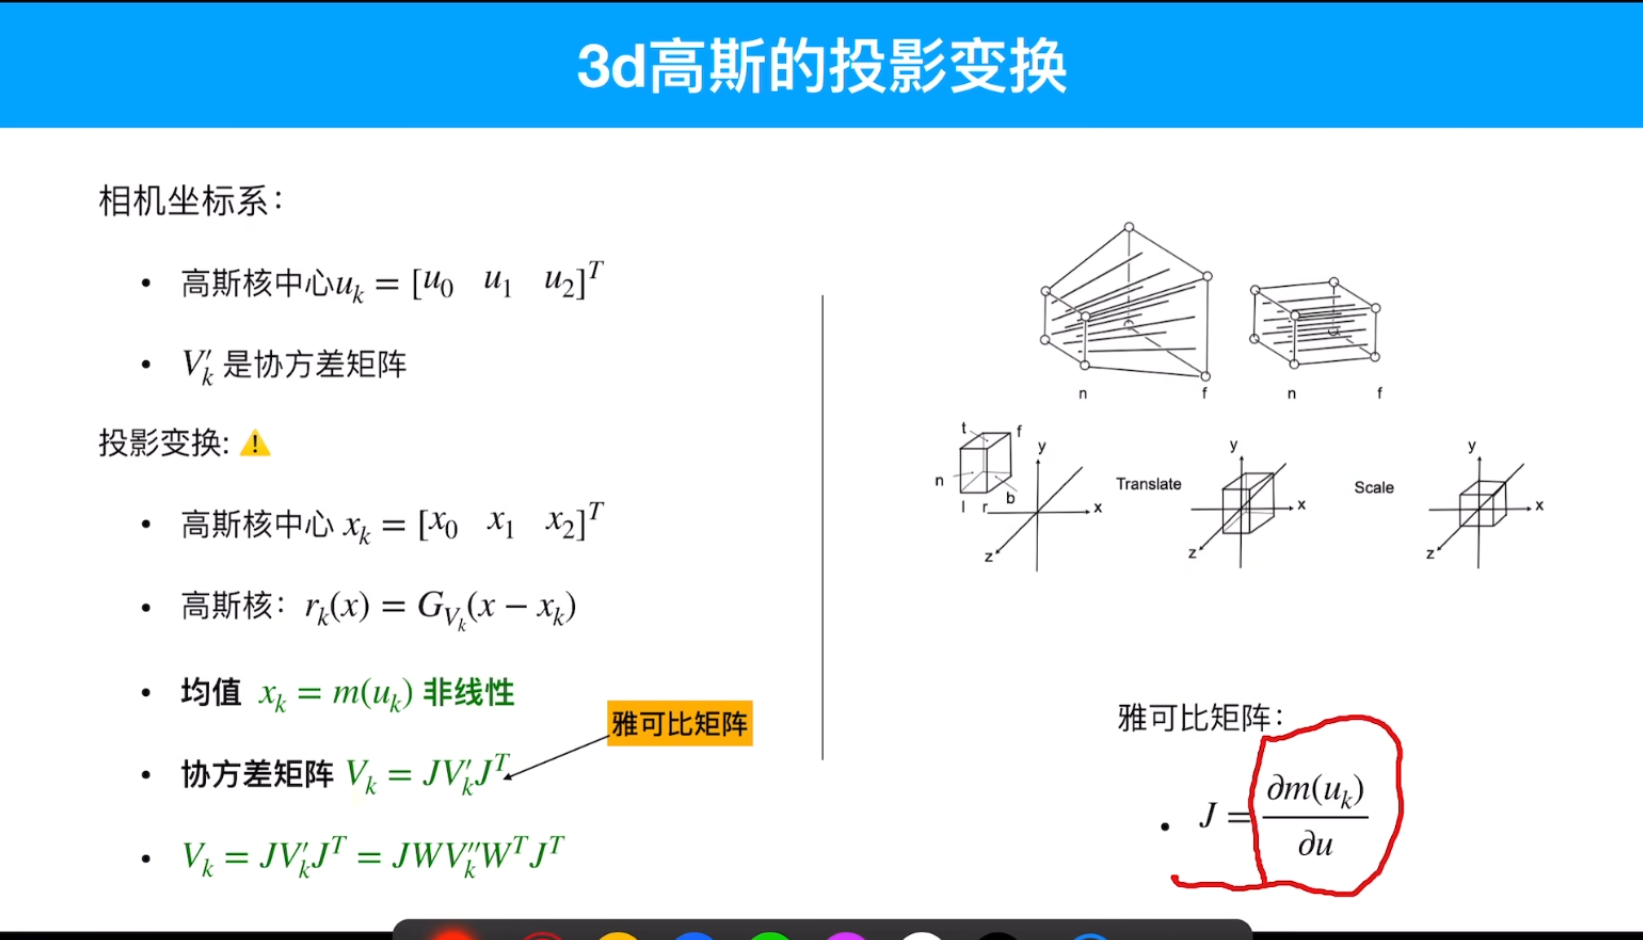 3d高斯的投影变换
相机坐标系：
• 高斯核中心$u_k = [u_0 \quad u_1 \quad u_2]^T$
• $V_k'$ 是协方差矩阵
投影变换: ⚠️
• 高斯核中心 $x_k = [x_0 \quad x_1 \quad x_2]^T$
• 高斯核：$r_k(x) = G_{V_k}(x - x_k)$
• 均值 $x_k = m(u_k)$ 非线性
雅可比矩阵
• 协方差矩阵 $V_k = JV_k'J^T$
• $V_k = JV_k'J^T = JWV_k''W^TJ^T$
n f n f
t f y
n
b
l r x
z
Translate
y
x
z
Scale
y
x
z
雅可比矩阵：
• $J = \frac{\partial m(u_k)}{\partial u}$